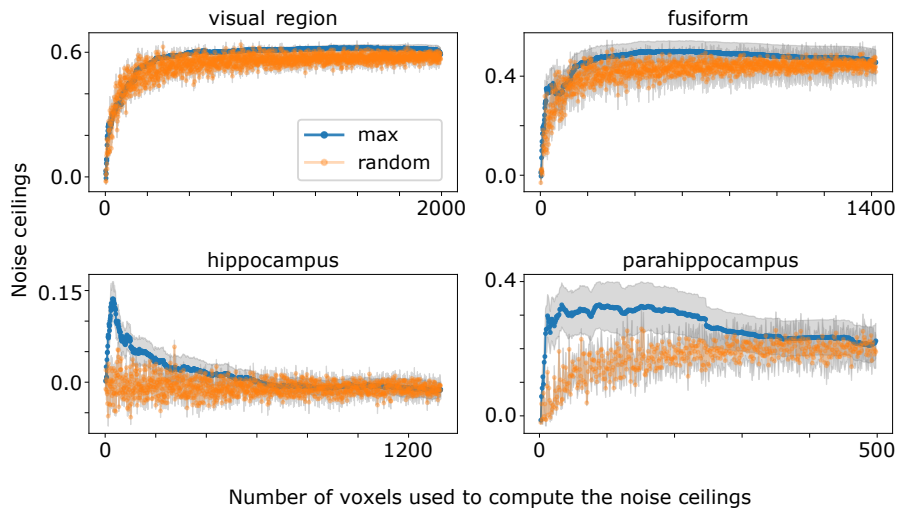 visual region
fusiform
0.6
0.0
max
random
0
2000
0.4
0.0
0
1400
Noise ceilings
hippocampus
parahippocampus
0.15
0.0
0
1200
0.4
0.0
0
500
Number of voxels used to compute the noise ceilings